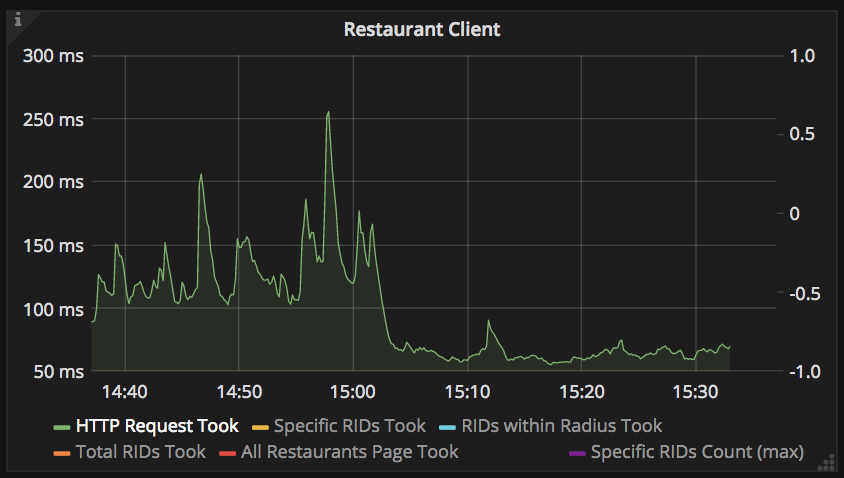 i
Restaurant Client
300 ms 1.0
250 ms 0.5
200 ms 0
150 ms -0.5
100 ms
50 ms -1.0
14:40 14:50 15:00 15:10 15:20 15:30
HTTP Request Took Specific RIDs Took RIDs within Radius Took
Total RIDs Took All Restaurants Page Took Specific RIDs Count (max)